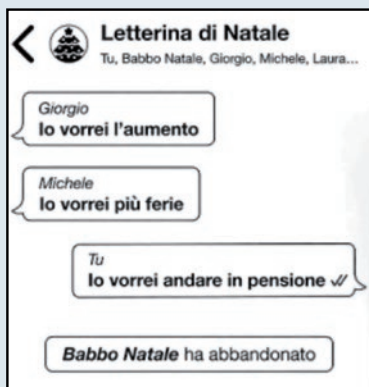 Letterina di Natale
Tu, Babbo Natale, Giorgio, Michele, Laura...
Giorgio
Io vorrei l'aumento
Michele
Io vorrei più ferie
Tu
Io vorrei andare in pensione
Babbo Natale ha abbandonato